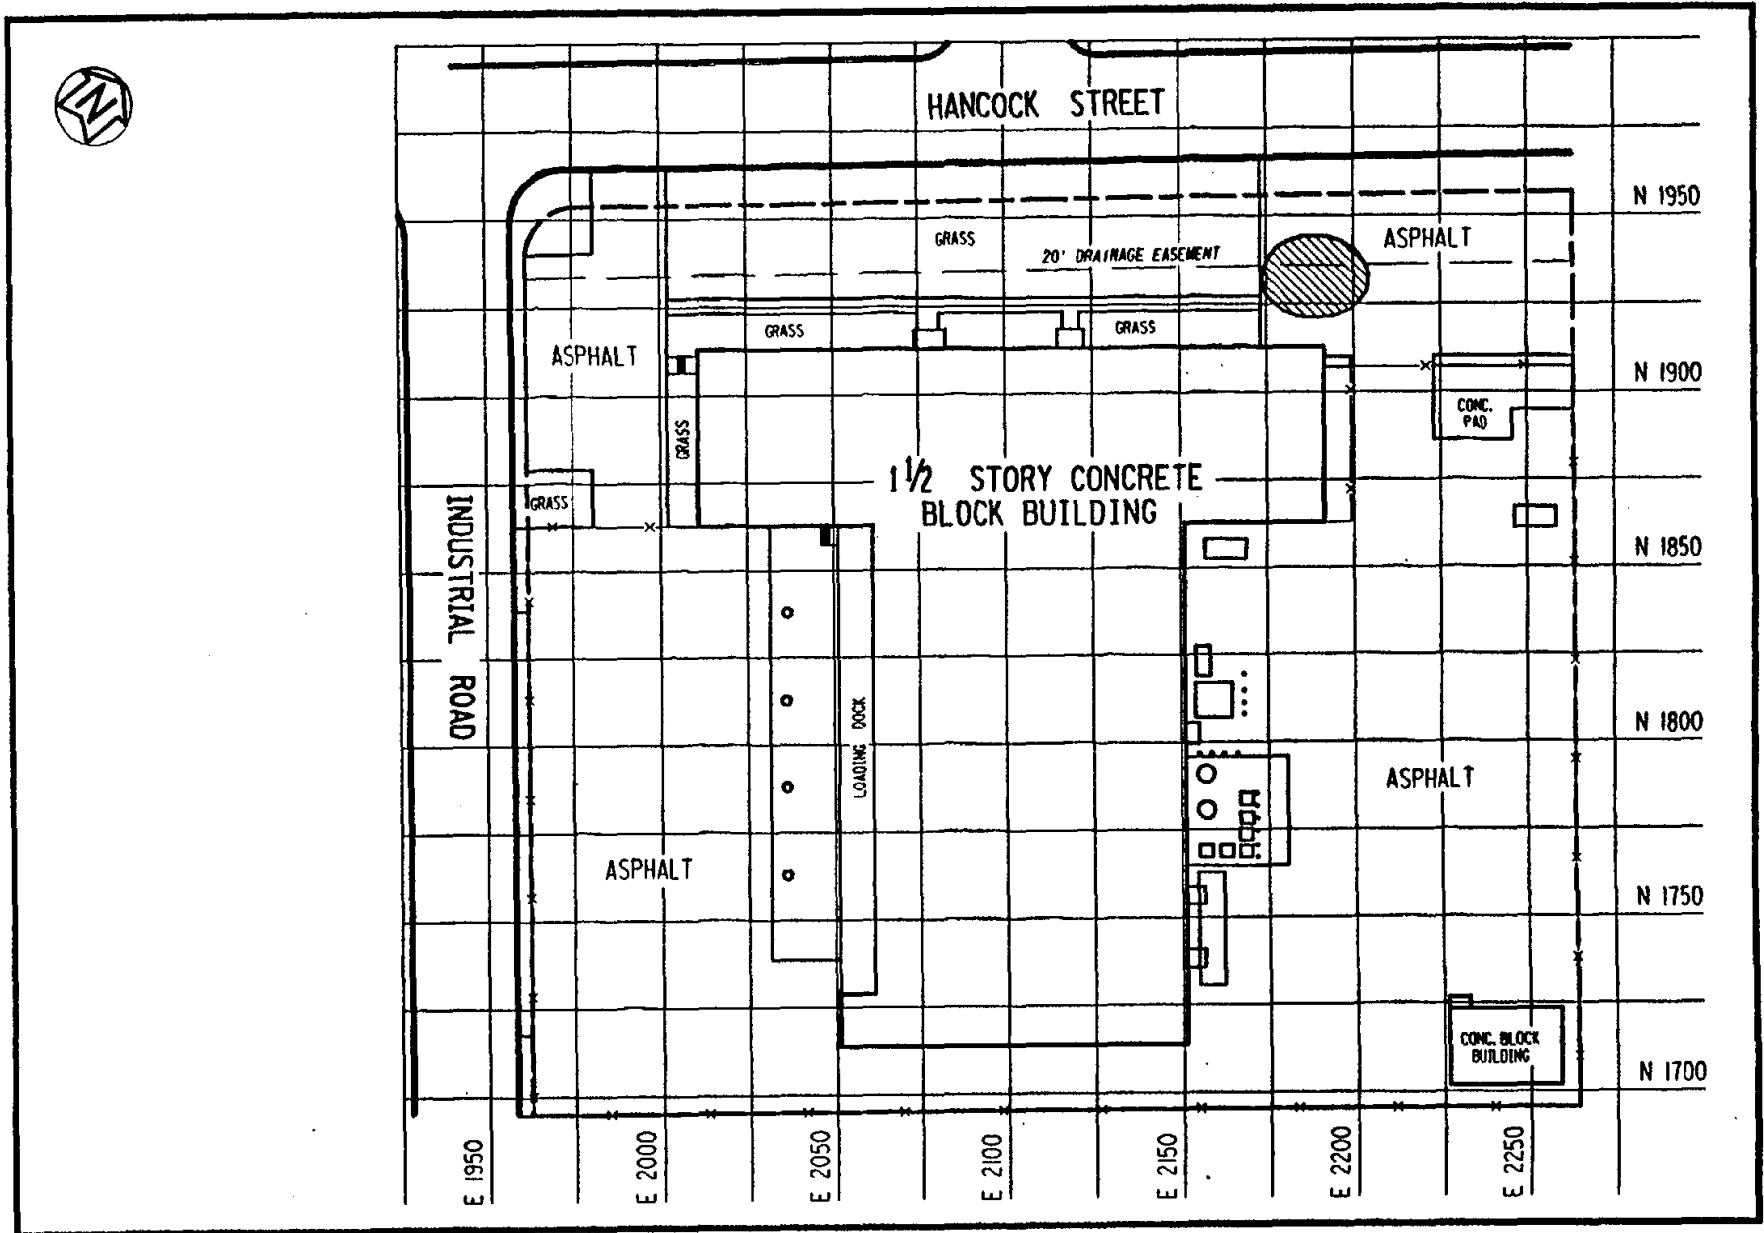 N
HANCOCK STREET
N 1950
GRASS
ASPHALT
20' DRAINAGE EASEMENT
GRASS
GRASS
ASPHALT
N 1900
CONC.
PAD
GRASS
1 1/2 STORY CONCRETE
BLOCK BUILDING
GRASS
INDUSTRIAL ROAD
N 1850
N 1800
LOADING DOCK
ASPHALT
ASPHALT
N 1750
CONC. BLOCK
BUILDING
N 1700
E 1950
E 2000
E 2050
E 2100
E 2150
E 2200
E 2250